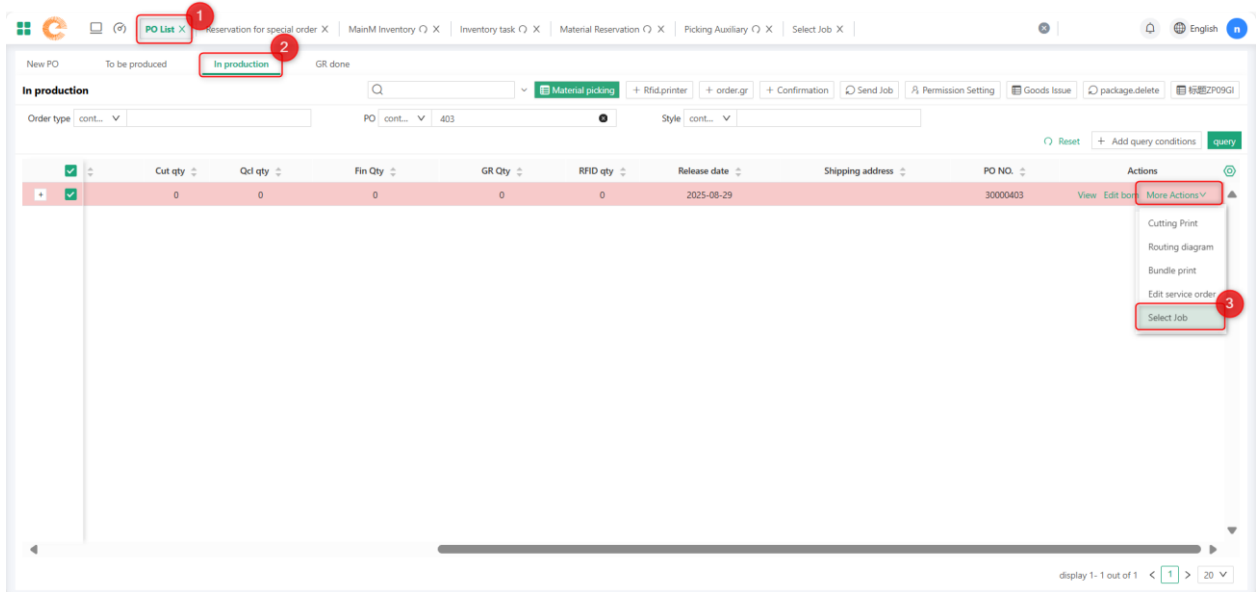 PO List X Reservation for special order X MainM Inventory X Inventory task X Material Reservation X Picking Auxiliary X Select Job X English n
1
2
New PO To be produced In production GR done
In production Material picking + Rfid.printer + order.gr + Confirmation Send Job Permission Setting Goods Issue package.delete 标题ZP09GI
Order type cont... PO cont... 403 Style cont...
Reset + Add query conditions query
Cut qty Qcl qty Fin Qty GR Qty RFID qty Release date Shipping address PO NO. Actions
+ 0 0 0 0 0 2025-08-29 30000403 View Edit bom More Actions
Cutting Print
Routing diagram
Bundle print
Edit service order
3
Select Job
display 1- 1 out of 1 < 1 > 20